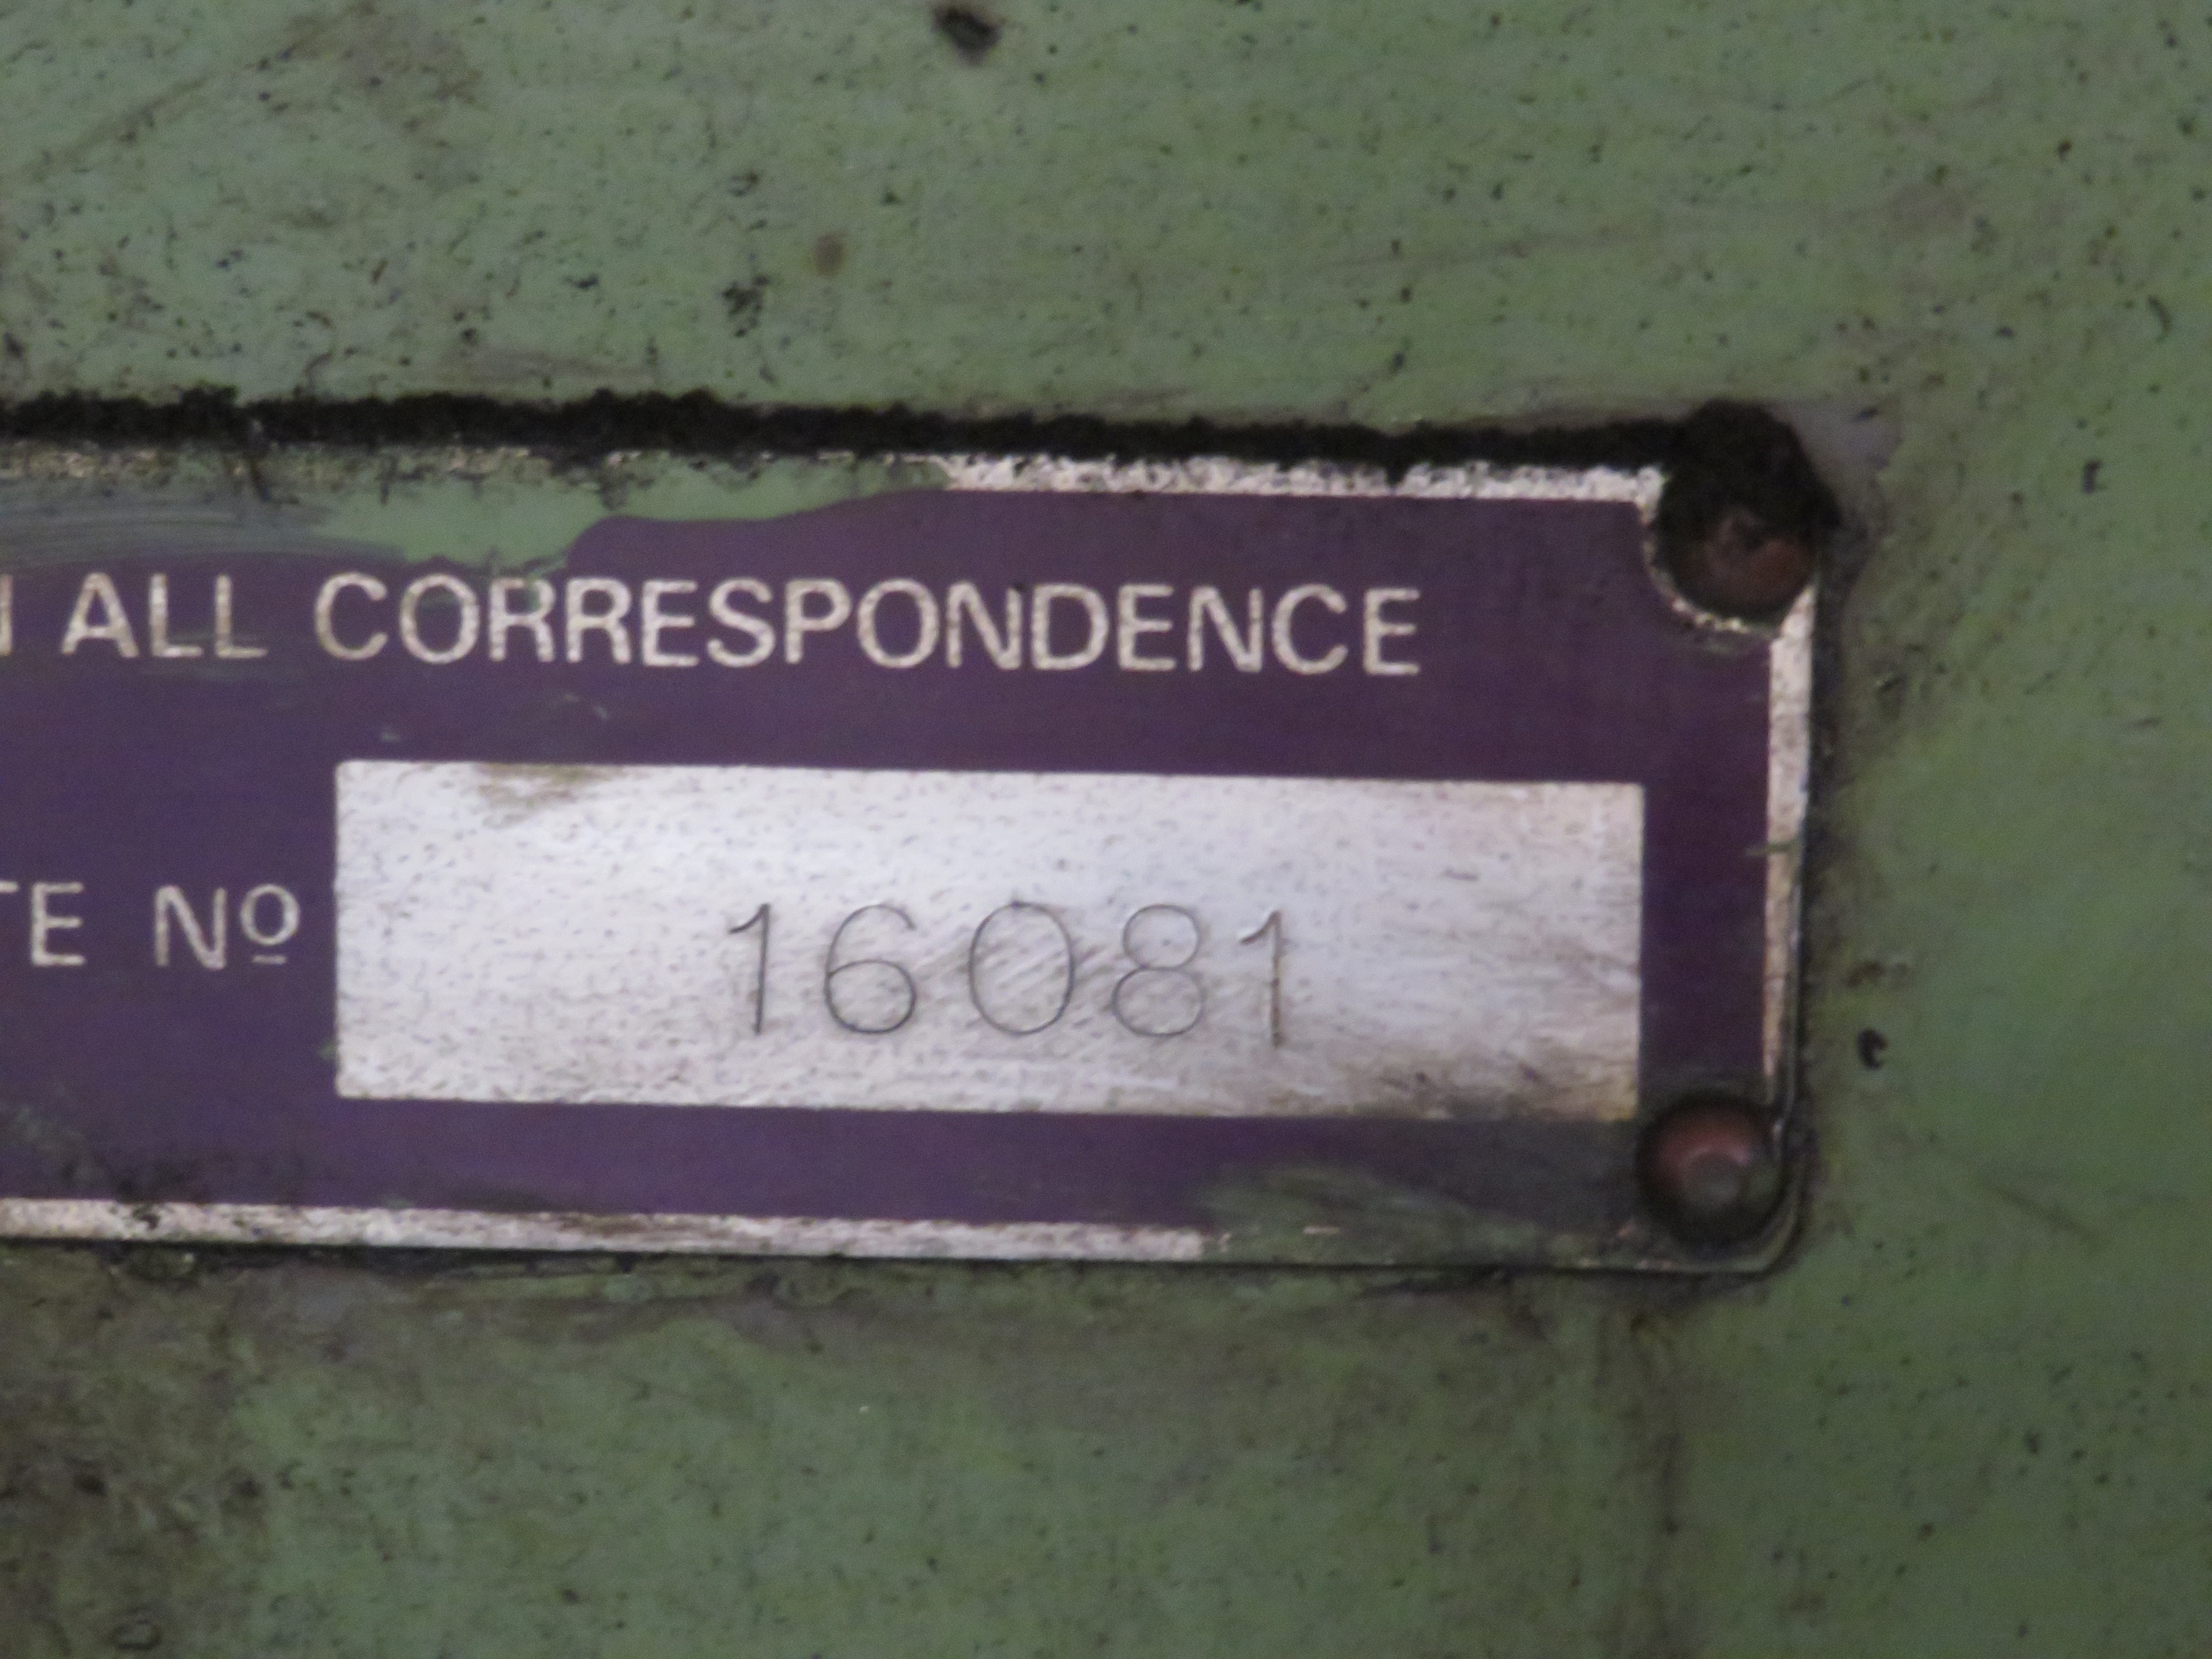 ALL CORRESPONDENCE
TE Nº 16081